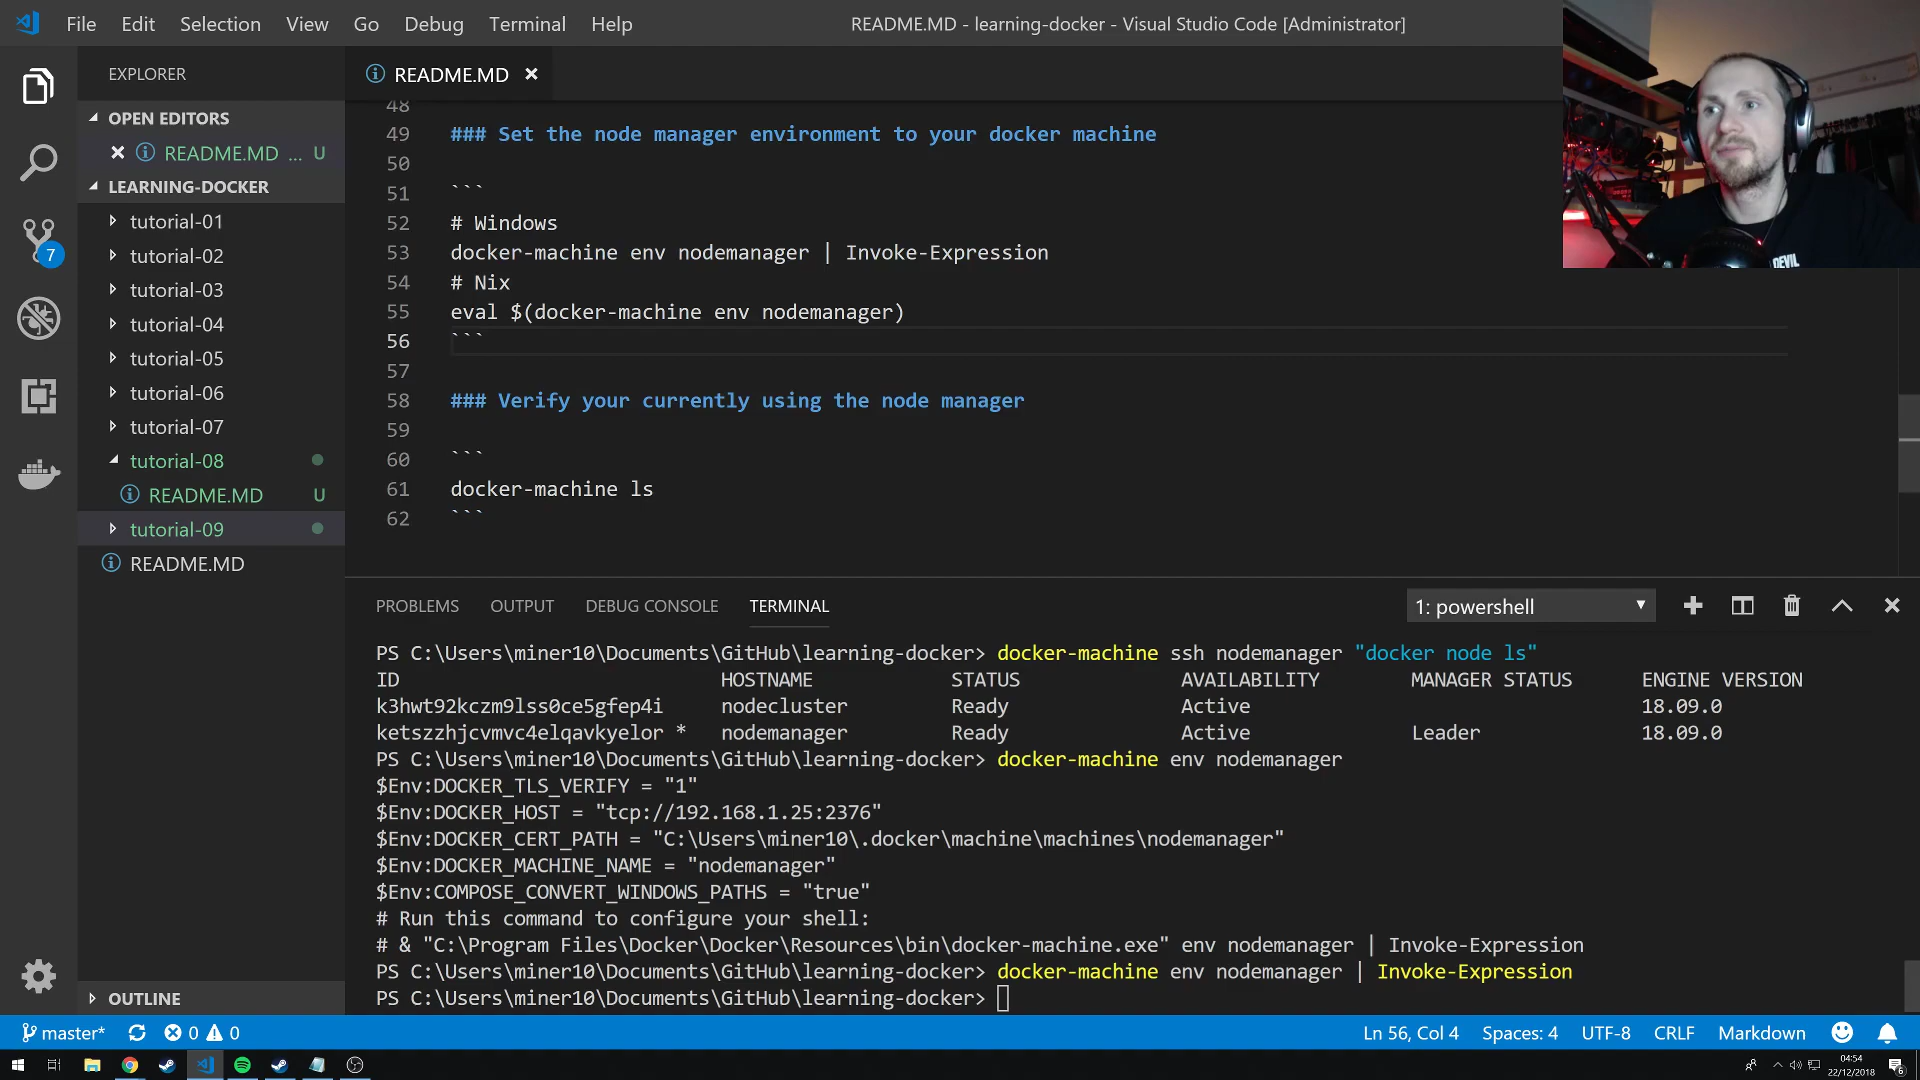 File Edit Selection View Go Debug Terminal Help
README.MD - learning-docker - Visual Studio Code [Administrator]
EXPLORER
README.MD
OPEN EDITORS
README.MD ... U
LEARNING-DOCKER
tutorial-01
tutorial-02
tutorial-03
tutorial-04
tutorial-05
tutorial-06
tutorial-07
tutorial-08
README.MD U
tutorial-09
README.MD
OUTLINE
7
48
49 ### Set the node manager environment to your docker machine
50
51 ```
52 # Windows
53 docker-machine env nodemanager | Invoke-Expression
54 # Nix
55 eval $(docker-machine env nodemanager)
56 ```
57
58 ### Verify your currently using the node manager
59
60 ```
61 docker-machine ls
62 ```
DEVIL
PROBLEMS OUTPUT DEBUG CONSOLE TERMINAL
1: powershell
PS C:\Users\miner10\Documents\GitHub\learning-docker> docker-machine ssh nodemanager "docker node ls"
ID HOSTNAME STATUS AVAILABILITY MANAGER STATUS ENGINE VERSION
k3hwt92kczm9lss0ce5gfep4i nodecluster Ready Active 18.09.0
ketszzhjcvmvc4elqavkyelor * nodemanager Ready Active Leader 18.09.0
PS C:\Users\miner10\Documents\GitHub\learning-docker> docker-machine env nodemanager
$Env:DOCKER_TLS_VERIFY = "1"
$Env:DOCKER_HOST = "tcp://192.168.1.25:2376"
$Env:DOCKER_CERT_PATH = "C:\Users\miner10\.docker\machine\machines\nodemanager"
$Env:DOCKER_MACHINE_NAME = "nodemanager"
$Env:COMPOSE_CONVERT_WINDOWS_PATHS = "true"
# Run this command to configure your shell:
# & "C:\Program Files\Docker\Docker\Resources\bin\docker-machine.exe" env nodemanager | Invoke-Expression
PS C:\Users\miner10\Documents\GitHub\learning-docker> docker-machine env nodemanager | Invoke-Expression
PS C:\Users\miner10\Documents\GitHub\learning-docker>
master* 0 0
Ln 56, Col 4 Spaces: 4 UTF-8 CRLF Markdown
04:54
22/12/2018
6